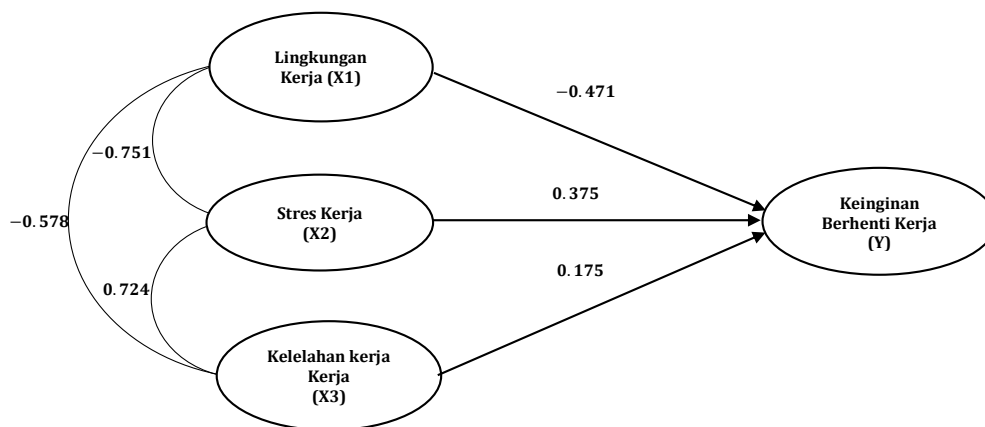 Lingkungan
Kerja (X1)
−0.471
−0.751
Stres Kerja
(X2)
0.375
Keinginan
Berhenti Kerja
(Y)
−0.578
0.724
0.175
Kelelahan kerja
Kerja
(X3)